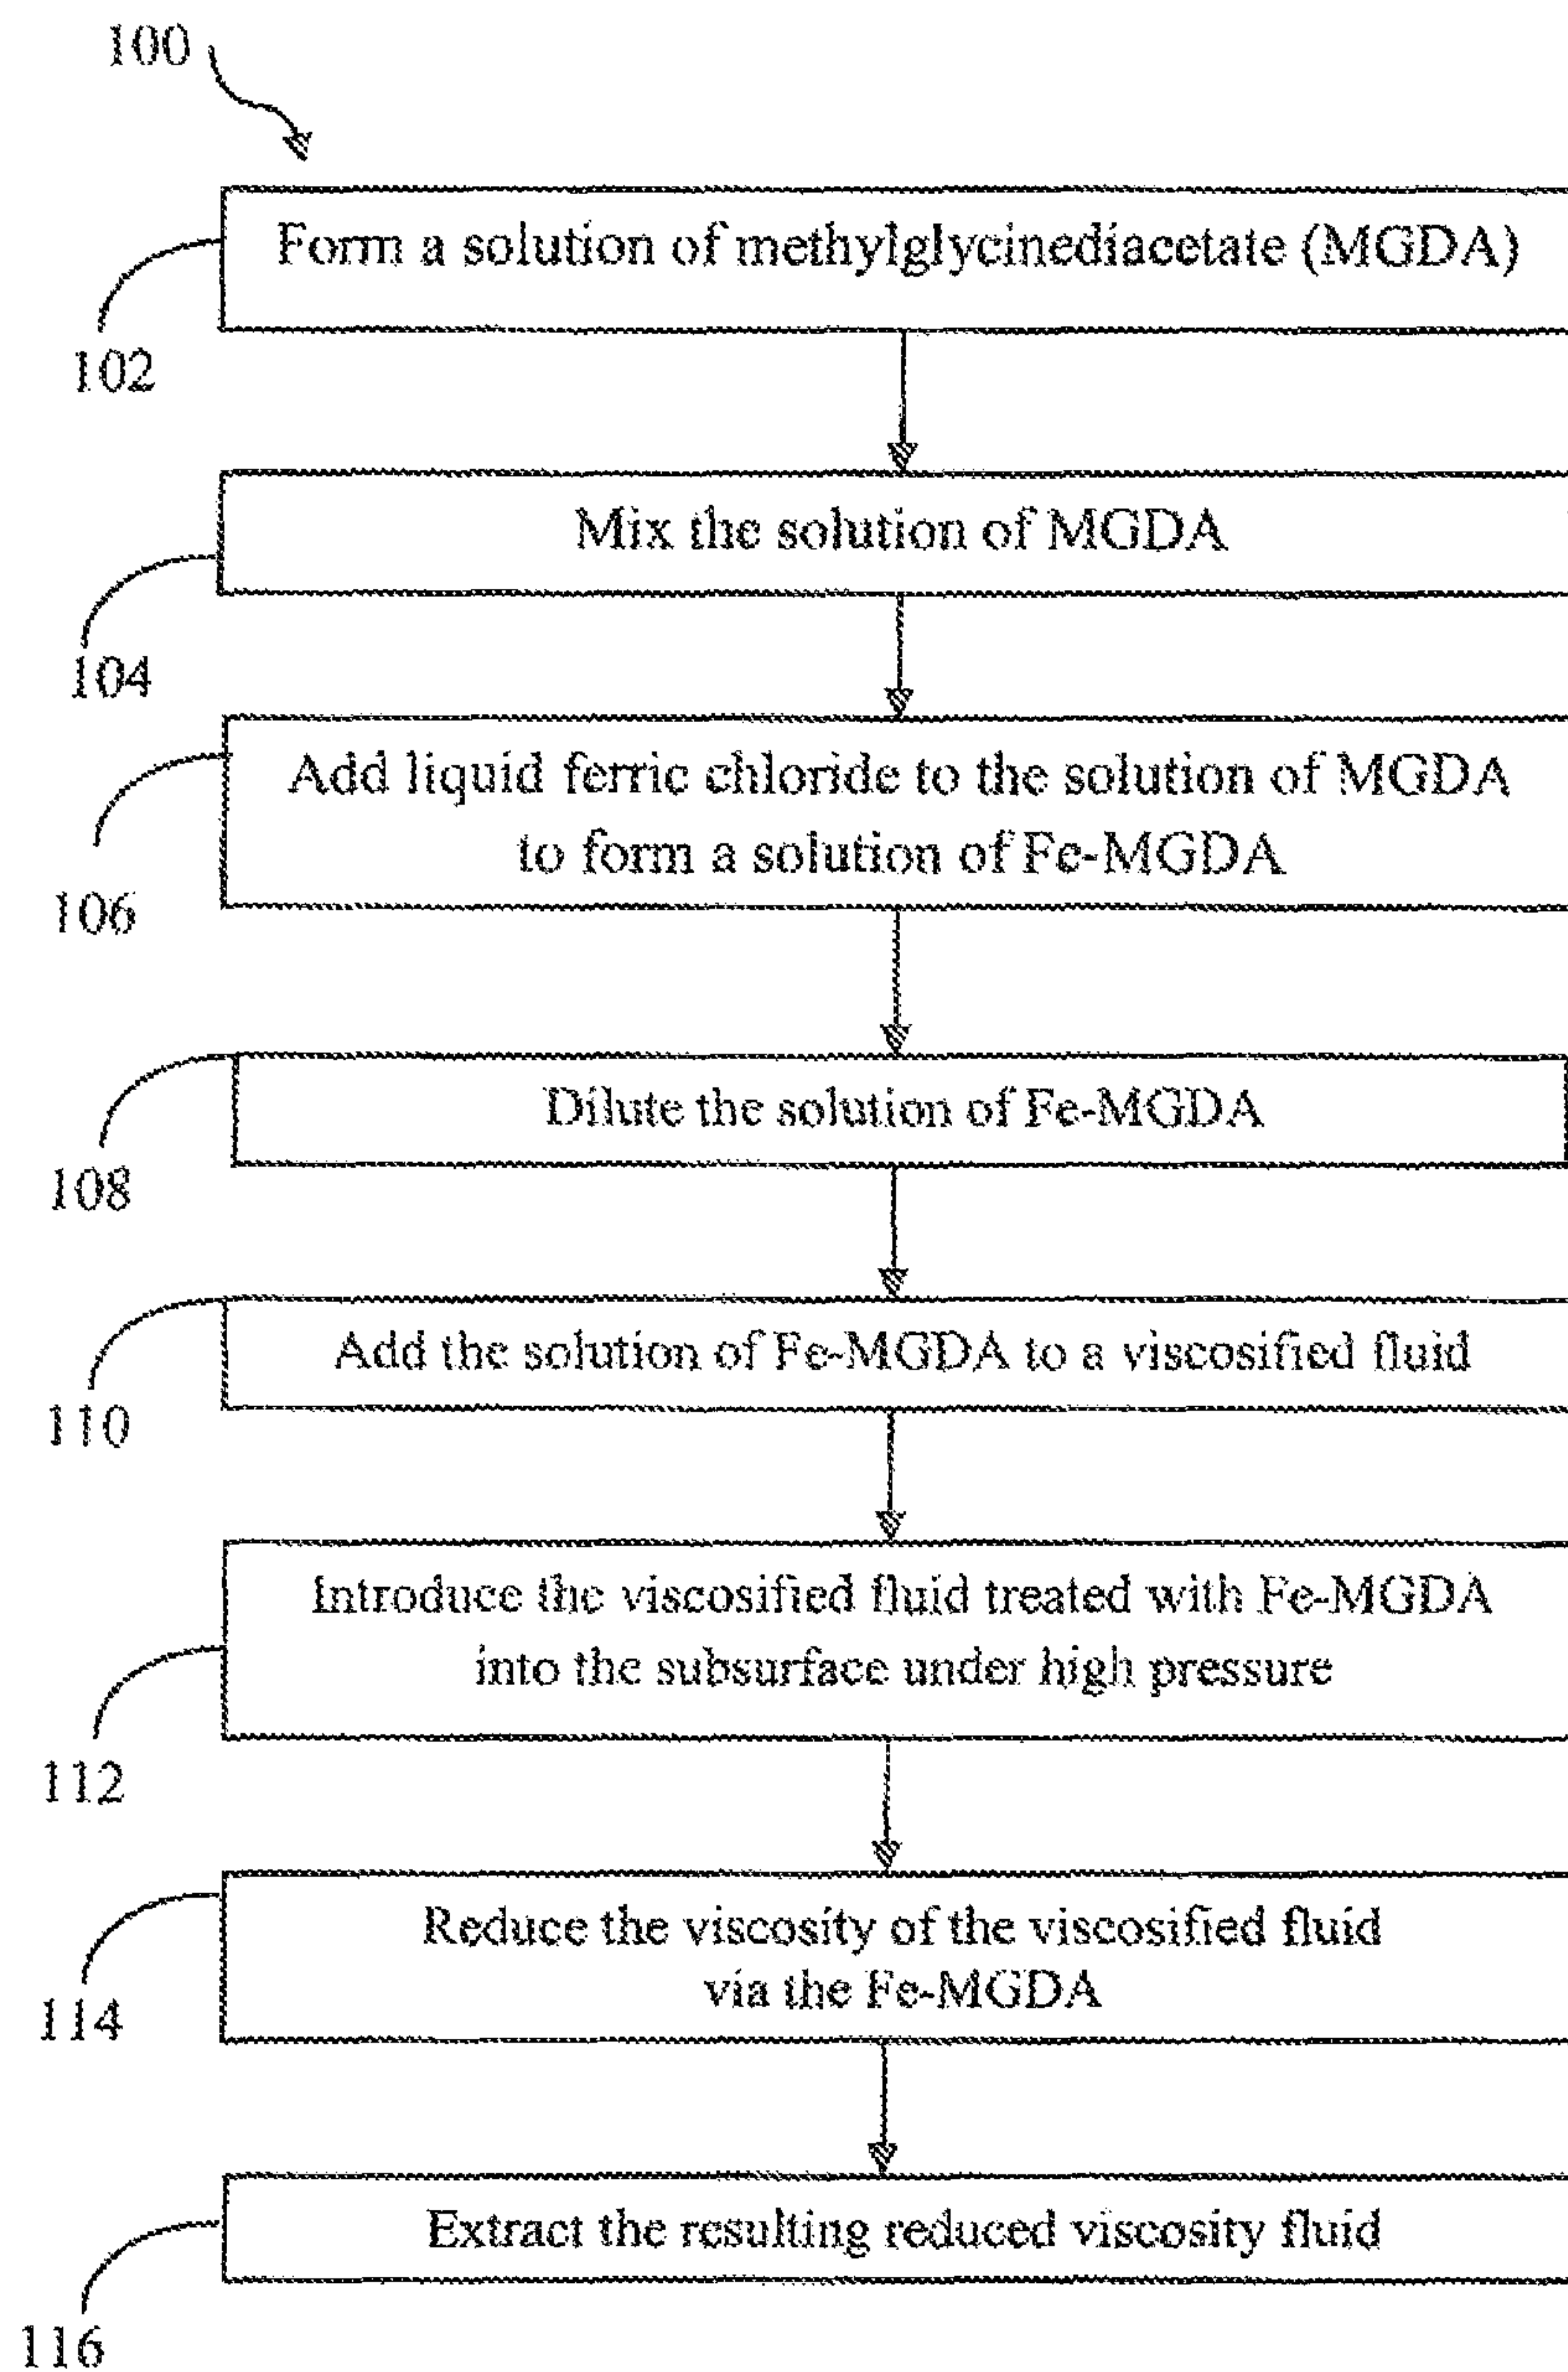 100
Form a solution of methylglycinediacetate (MGDA)
102
Mix the solution of MGDA
104
Add liquid ferric chloride to the solution of MGDA
to form a solution of Fe-MGDA
106
Dilute the solution of Fe-MGDA
108
Add the solution of Fe-MGDA to a viscosified fluid
110
Introduce the viscosified fluid treated with Fe-MGDA
into the subsurface under high pressure
112
Reduce the viscosity of the viscosified fluid
via the Fe-MGDA
114
Extract the resulting reduced viscosity fluid
116